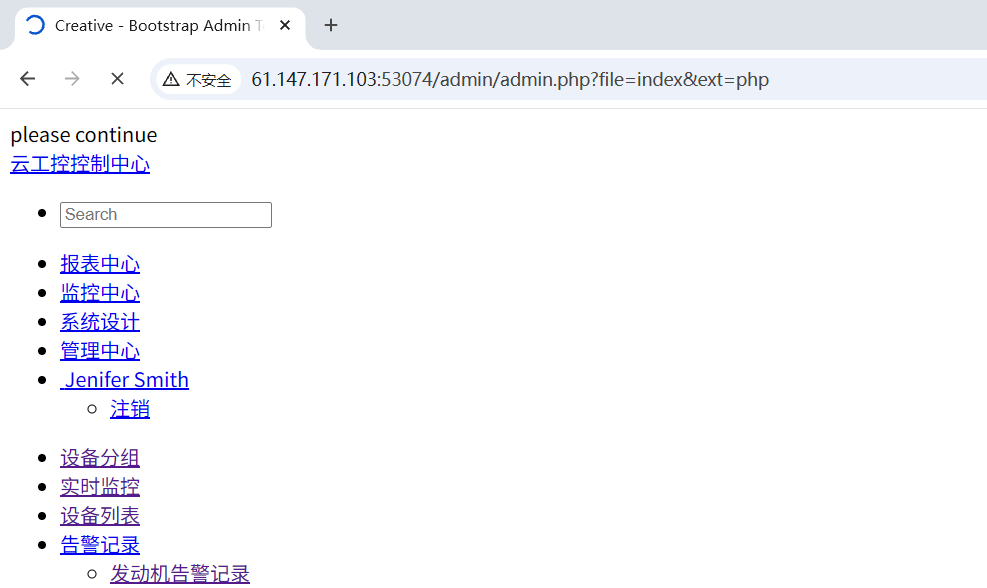 Creative - Bootstrap Admin
不安全
61.147.171.103:53074/admin/admin.php?file=index&ext=php
please continue
云工控控制中心
Search
报表中心
监控中心
系统设计
管理中心
Jenifer Smith
注销
设备分组
实时监控
设备列表
告警记录
发动机告警记录